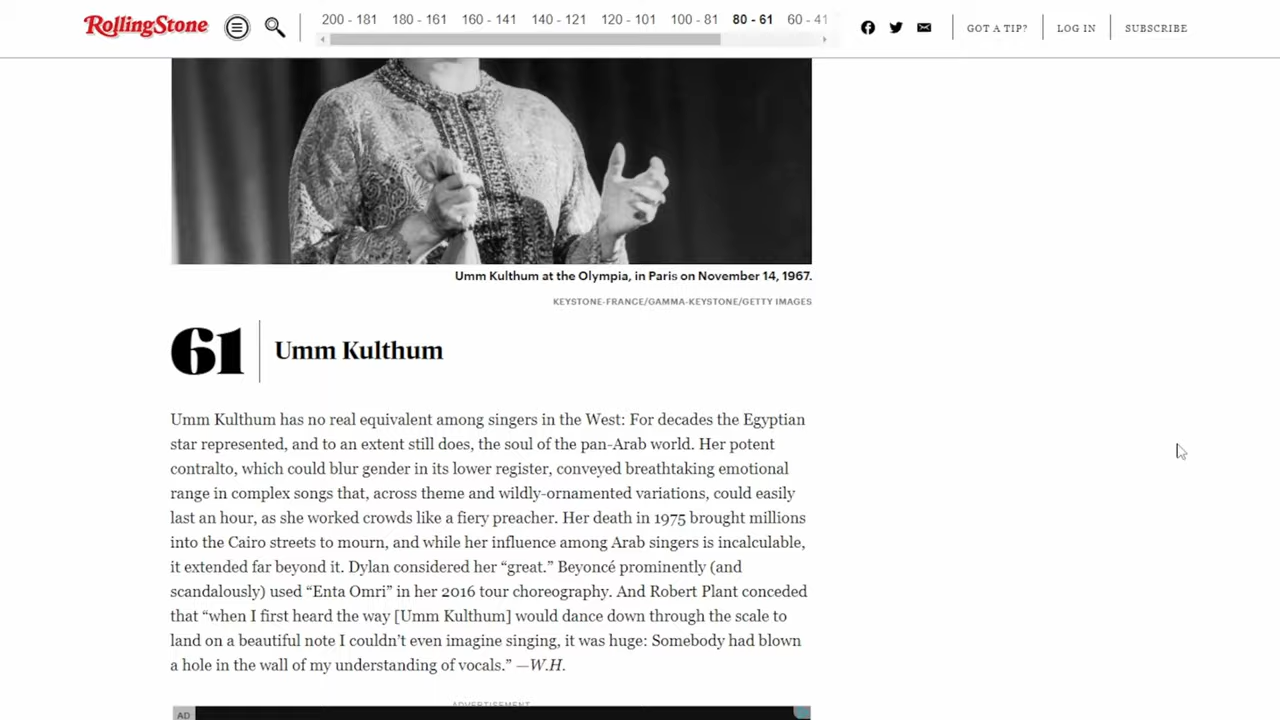 RollingStone
200 - 181 180 - 161 160 - 141 140 - 121 120 - 101 100 - 81 80 - 61 60 - 41
GOT A TIP? LOG IN SUBSCRIBE
Umm Kulthum at the Olympia, in Paris on November 14, 1967.
KEYSTONE-FRANCE/GAMMA-KEYSTONE/GETTY IMAGES
61 Umm Kulthum
Umm Kulthum has no real equivalent among singers in the West: For decades the Egyptian
star represented, and to an extent still does, the soul of the pan-Arab world. Her potent
contralto, which could blur gender in its lower register, conveyed breathtaking emotional
range in complex songs that, across theme and wildly-ornamented variations, could easily
last an hour, as she worked crowds like a fiery preacher. Her death in 1975 brought millions
into the Cairo streets to mourn, and while her influence among Arab singers is incalculable,
it extended far beyond it. Dylan considered her “great.” Beyoncé prominently (and
scandalously) used “Enta Omri” in her 2016 tour choreography. And Robert Plant conceded
that “when I first heard the way [Umm Kulthum] would dance down through the scale to
land on a beautiful note I couldn’t even imagine singing, it was huge: Somebody had blown
a hole in the wall of my understanding of vocals.” —W.H.
ADVERTISEMENT
AD